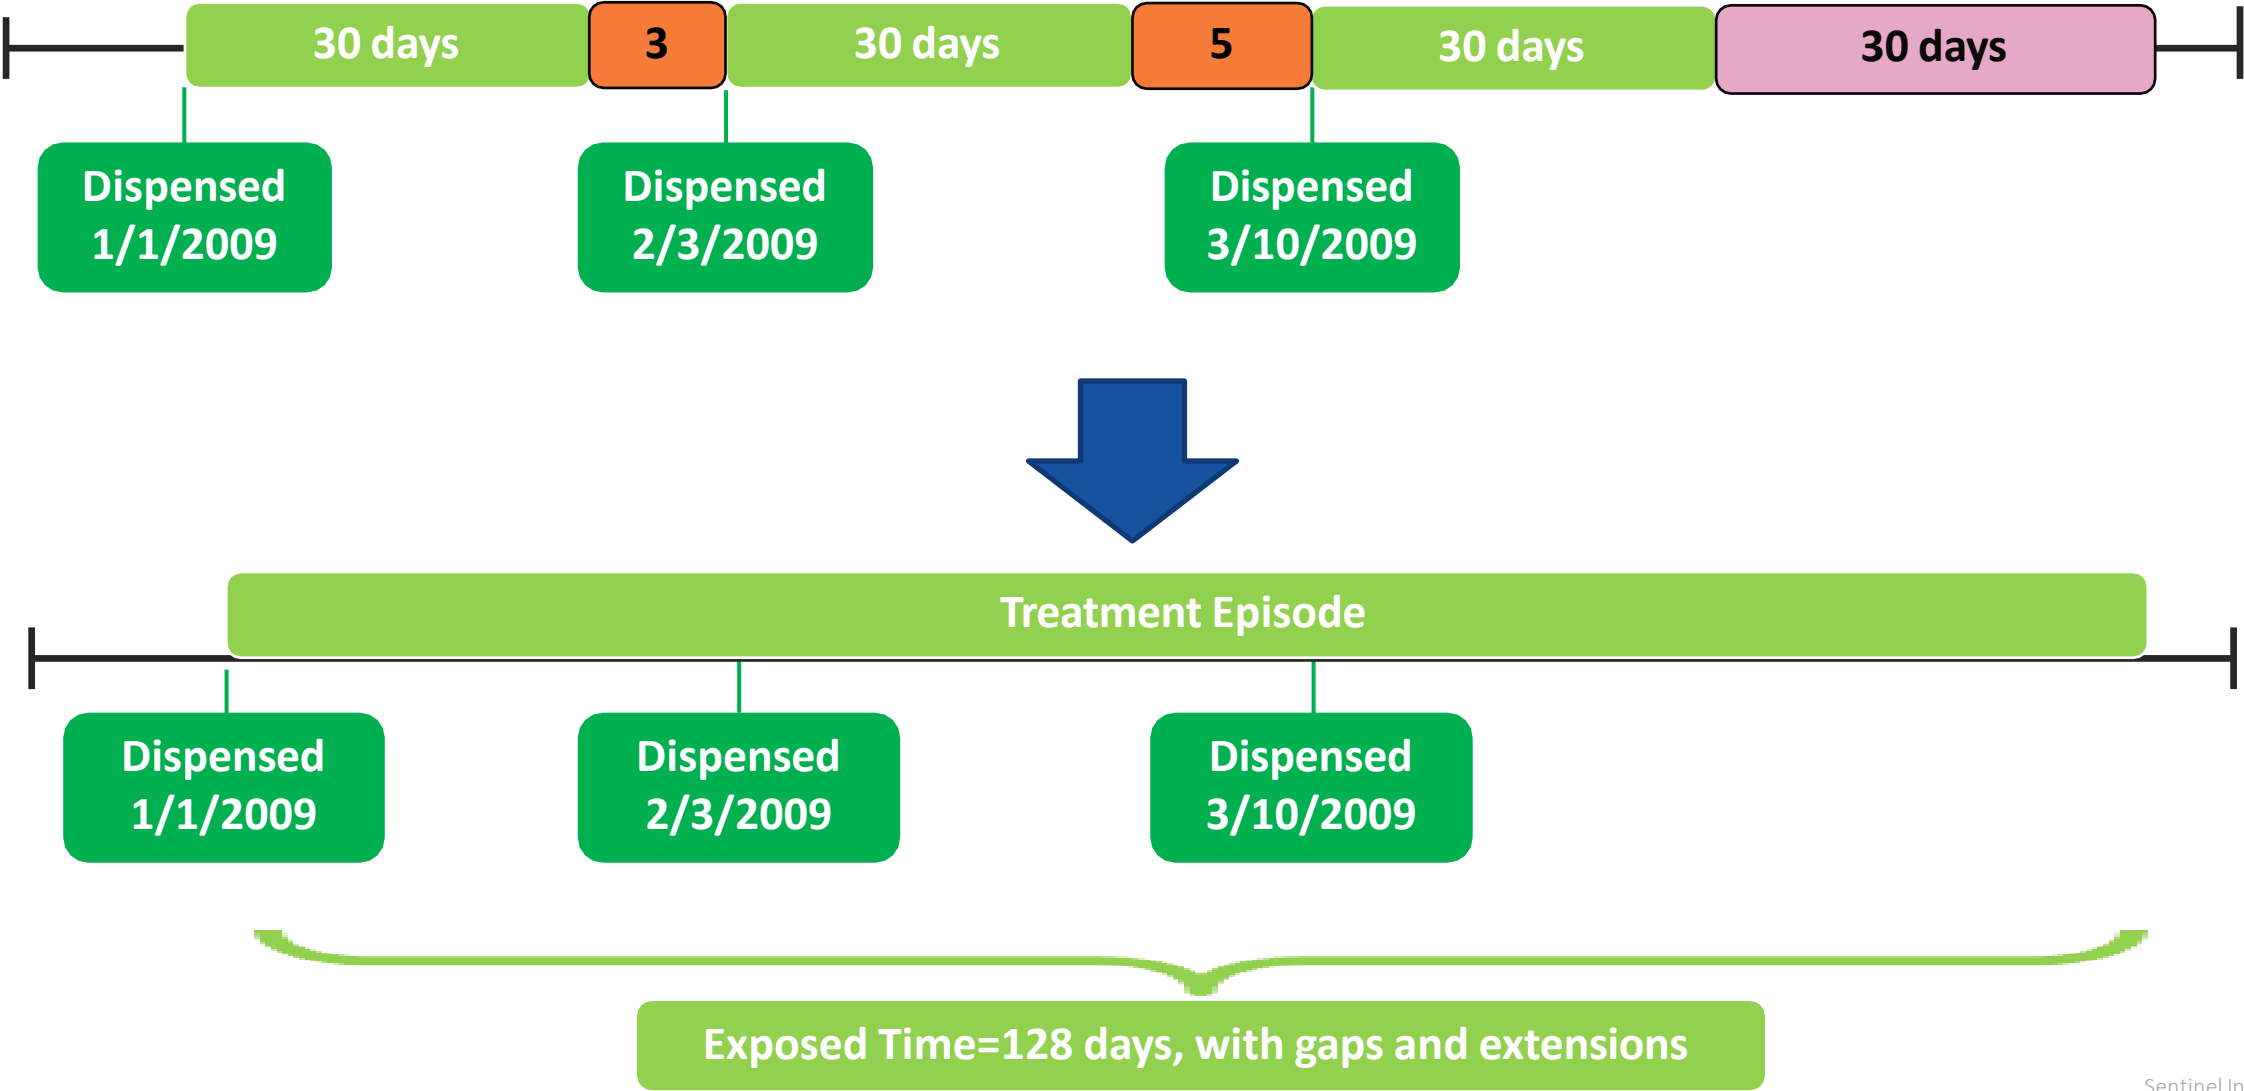 30 days
3
30 days
5
30 days
30 days
Dispensed
1/1/2009
Dispensed
2/3/2009
Dispensed
3/10/2009
Treatment Episode
Dispensed
1/1/2009
Dispensed
2/3/2009
Dispensed
3/10/2009
Exposed Time=128 days, with gaps and extensions
Sentinel In